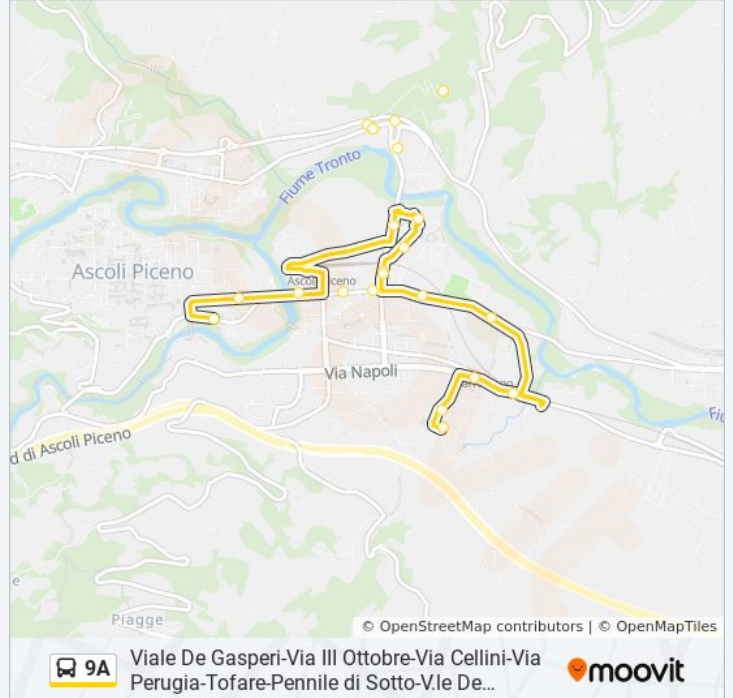 Fiume Tronto
Ascoli Piceno
Ascoli Piceno
Via Napoli
d di Ascoli Piceno
Fiu
e
Piagge
© OpenStreetMap contributors | © OpenMapTiles
9A
Viale De Gasperi-Via III Ottobre-Via Cellini-Via
Perugia-Tofare-Pennile di Sotto-V.le De...
moovit